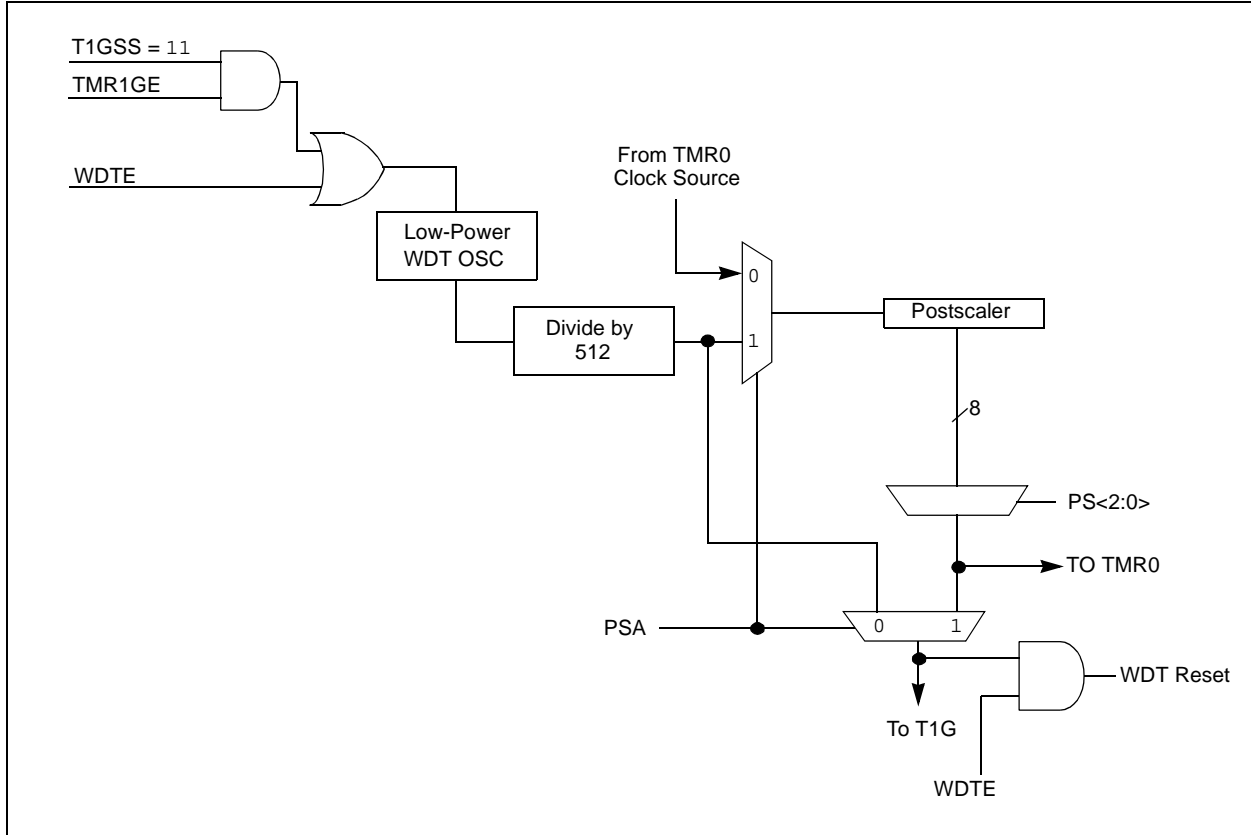 T1GSS = 11
TMR1GE
WDTE
From TMR0
Clock Source
Low-Power
WDT OSC
0
1
Divide by
512
Postscaler
8
PS<2:0>
TO TMR0
PSA
0
1
WDT Reset
To T1G
WDTE